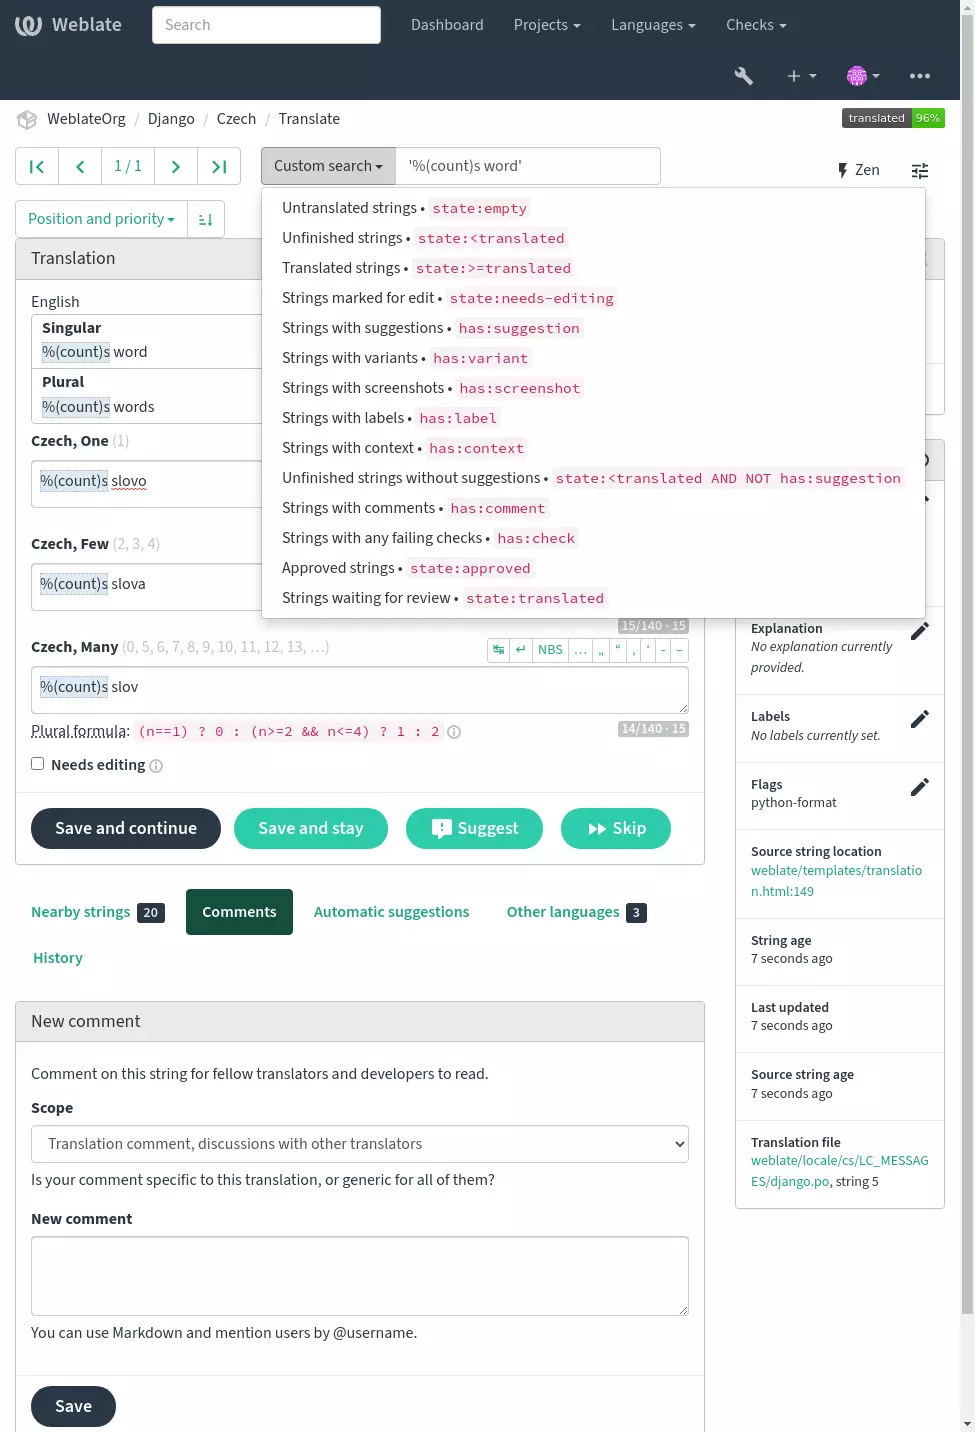 Weblate
Search
Dashboard
Projects
Languages
Checks
WeblateOrg / Django / Czech / Translate
translated 96%
1 / 1
Custom search
'%(count)s word'
Zen
Position and priority
Untranslated strings • state:empty
Unfinished strings • state:<translated
Translated strings • state:>=translated
Strings marked for edit • state:needs-editing
Strings with suggestions • has:suggestion
Strings with variants • has:variant
Strings with screenshots • has:screenshot
Strings with labels • has:label
Strings with context • has:context
Unfinished strings without suggestions • state:<translated AND NOT has:suggestion
Strings with comments • has:comment
Strings with any failing checks • has:check
Approved strings • state:approved
Strings waiting for review • state:translated
Translation
English
Singular
%(count)s word
Plural
%(count)s words
Czech, One (1)
%(count)s slovo
Czech, Few (2, 3, 4)
%(count)s slova
15/140 · 15
Czech, Many (0, 5, 6, 7, 8, 9, 10, 11, 12, 13, …)
↹ ↵ NBS … „ “ ‚ ‘ - –
%(count)s slov
Plural formula: (n==1) ? 0 : (n>=2 && n<=4) ? 1 : 2
14/140 · 15
Needs editing
Save and continue
Save and stay
Suggest
Skip
Nearby strings 20
Comments
Automatic suggestions
Other languages 3
History
New comment
Comment on this string for fellow translators and developers to read.
Scope
Translation comment, discussions with other translators
Is your comment specific to this translation, or generic for all of them?
New comment
You can use Markdown and mention users by @username.
Save
Explanation
No explanation currently
provided.
Labels
No labels currently set.
Flags
python-format
Source string location
weblate/templates/translatio
n.html:149
String age
7 seconds ago
Last updated
7 seconds ago
Source string age
7 seconds ago
Translation file
weblate/locale/cs/LC_MESSAG
ES/django.po, string 5